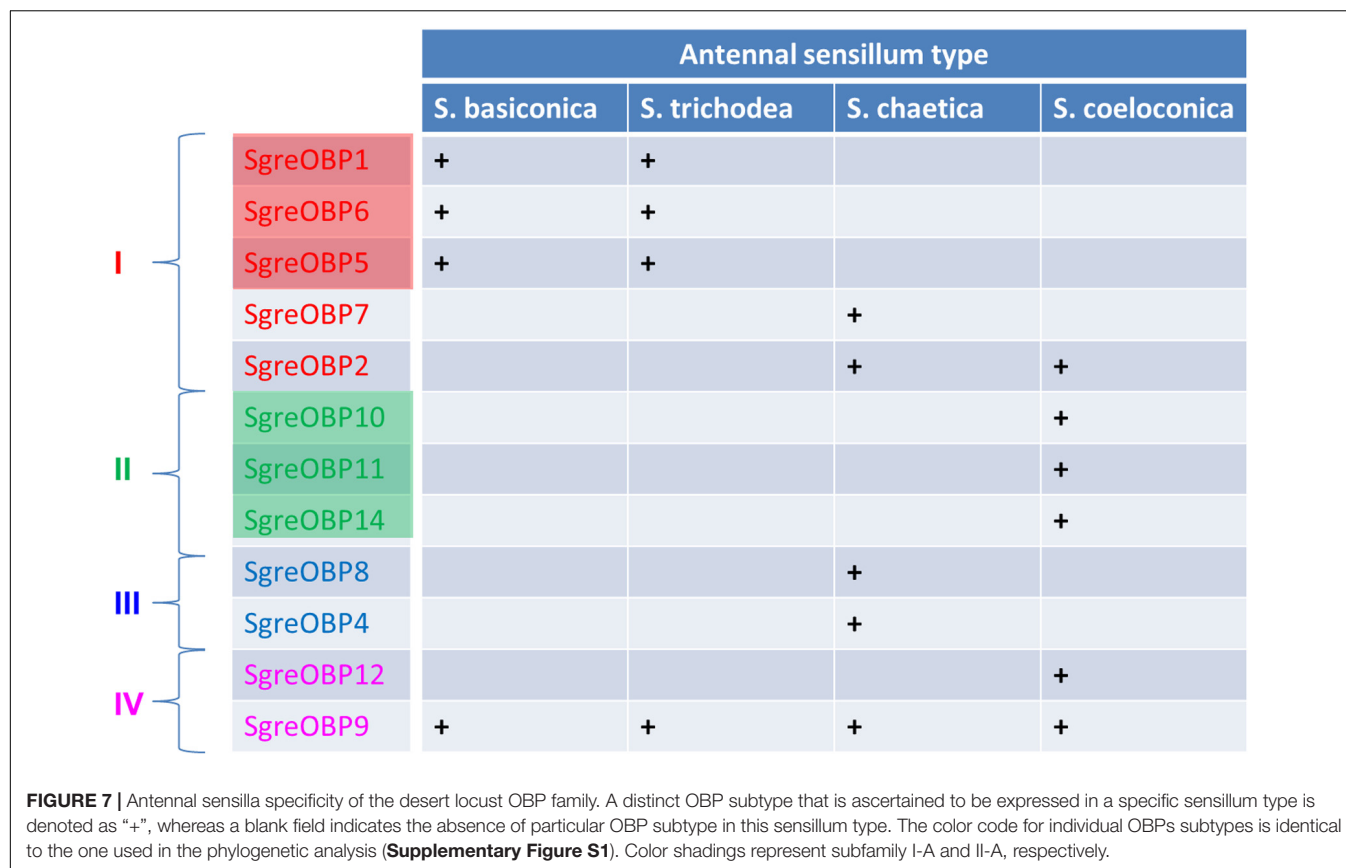 Antennal sensillum type
S. basiconica S. trichodea S. chaetica S. coeloconica
I
SgreOBP1 + +
SgreOBP6 + +
SgreOBP5 + +
SgreOBP7 +
SgreOBP2 + +
II
SgreOBP10 +
SgreOBP11 +
SgreOBP14 +
III
SgreOBP8 +
SgreOBP4 +
IV
SgreOBP12 +
SgreOBP9 + + + +
FIGURE 7 | Antennal sensilla specificity of the desert locust OBP family. A distinct OBP subtype that is ascertained to be expressed in a specific sensillum type is
denoted as “+”, whereas a blank field indicates the absence of particular OBP subtype in this sensillum type. The color code for individual OBPs subtypes is identical
to the one used in the phylogenetic analysis (Supplementary Figure S1). Color shadings represent subfamily I-A and II-A, respectively.